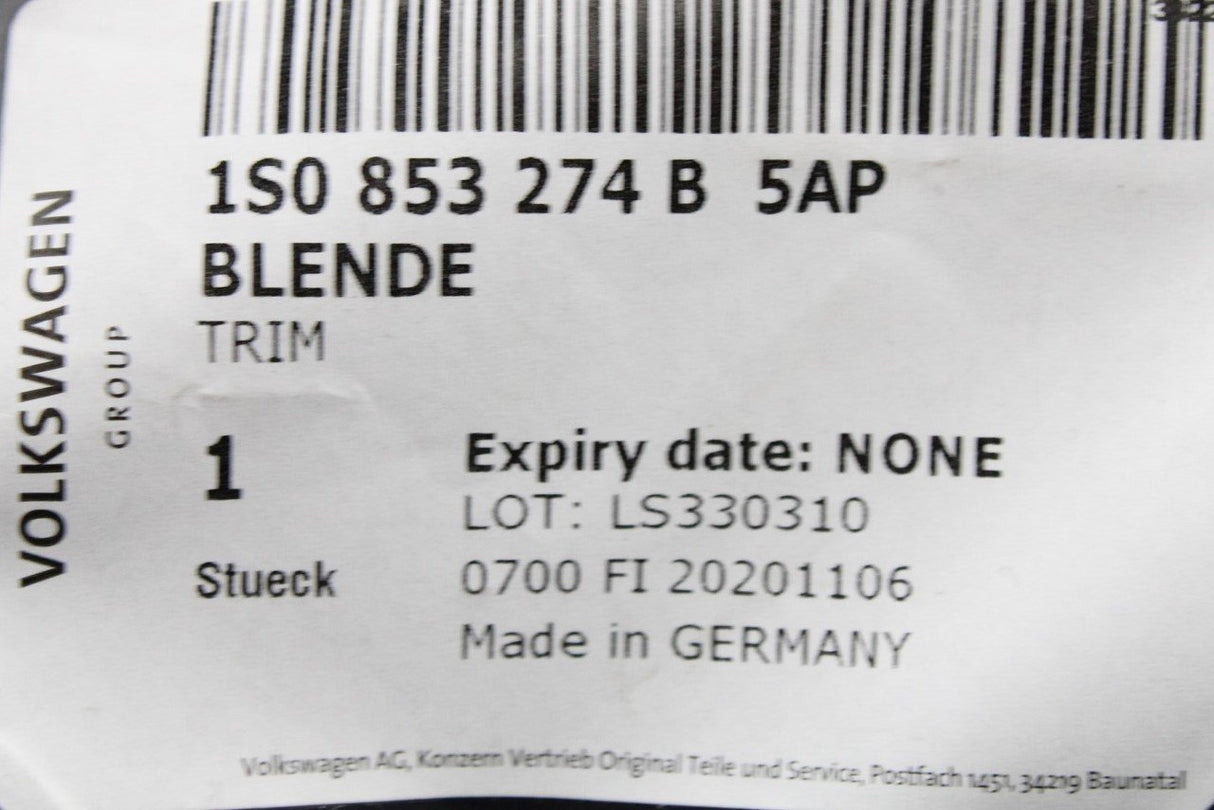 1S0 853 274 B 5AP
BLENDE
TRIM
VOLKSWAGEN
GROUP
1
Stueck
Expiry date: NONE
LOT: LS330310
0700 FI 20201106
Made in GERMANY
Volkswagen AG, Konzern Vertrieb Original Teile und Service, Postfach 1451, 34219 Baunatal